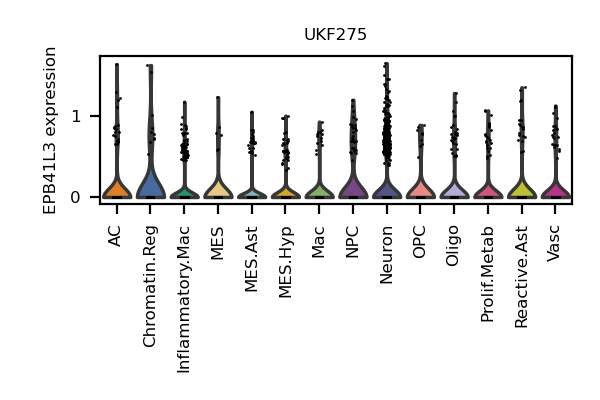 UKF275
EPB41L3 expression
1
0
AC
Chromatin.Reg
Inflammatory.Mac
MES
MES.Ast
MES.Hyp
Mac
NPC
Neuron
OPC
Oligo
Prolif.Metab
Reactive.Ast
Vasc